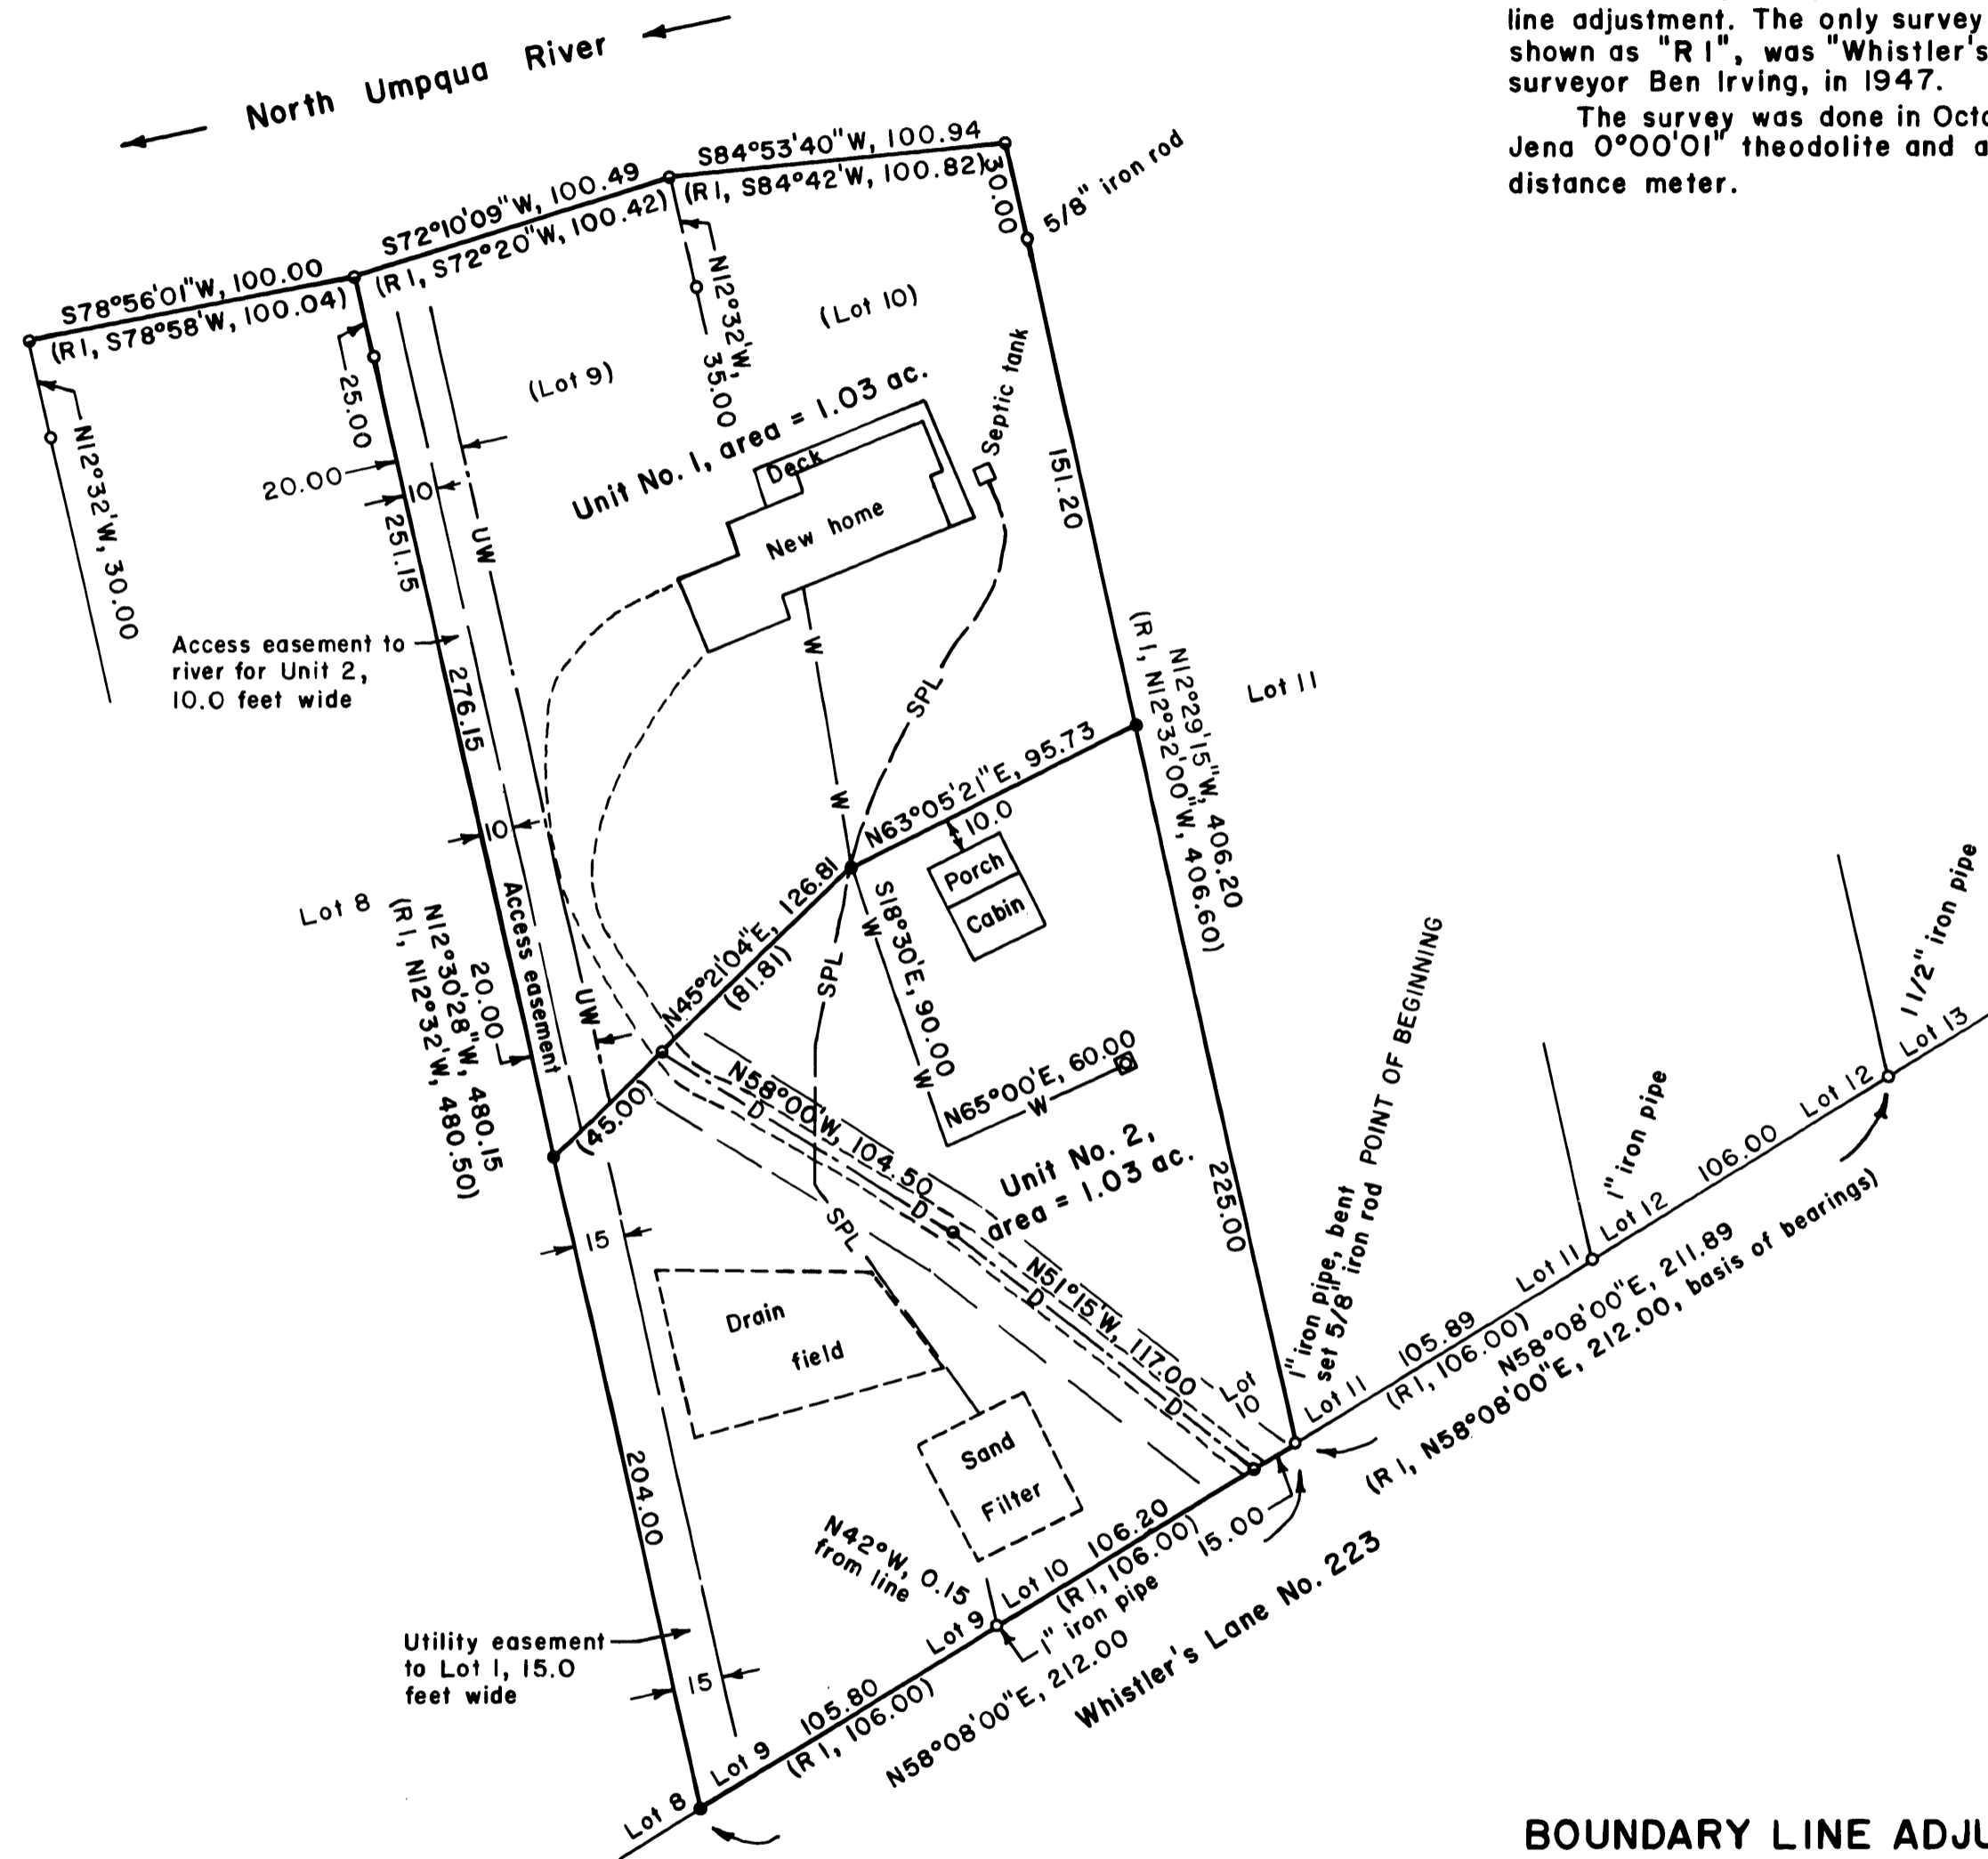 line adjustment. The only survey
shown as "R1", was "Whistler's
surveyor Ben Irving, in 1947.
The survey was done in Octo
Jena 0°00'01" theodolite and a
distance meter.
North Umpqua River
S84°53'40"W, 100.94
(R1, S84°42'W, 100.82)
30.00
5/8" iron rod
S72°10'09"W, 100.49
(R1, S72°20"W, 100.42)
S78°56'01"W, 100.00
(R1, S78°58'W, 100.04)
N12°32'W,
35.00
(Lot 10)
(Lot 9)
25.00
20.00
10
251.15
N12°32'W, 30.00
UW
Unit No. 1, area = 1.03 ac.
Deck
New home
Septic tank
151.20
Access easement to
river for Unit 2,
10.0 feet wide
276.15
W
SPL
Lot 11
N12°29'15"W, 406.20
(R1, N12°32'00"W, 406.60)
10
W
N63°05'21"E, 95.73
10.0
Porch
Cabin
N45°21'04"E, 126.81
(81.81)
W
S18°30'E, 90.00
Lot 8
Access easement
20.00
N12°30'28"W, 480.15
(R1, N12°32'W, 480.50)
UW
SPL
W
N65°00'E, 60.00
W
(45.00)
N58°00'W, 104.50
D
D
Unit No. 2,
area = 1.03 ac.
225.00
15
SPL
N51°15'W, 117.00
D
D
Lot
10
Drain
field
Sand
Filter
204.00
1" iron pipe, bent
set 5/8" iron rod POINT OF BEGINNING
1" iron pipe
1 1/2" iron pipe
Lot 11
105.89
(R1, 106.00)
Lot 11
Lot 12
106.00
Lot 12
Lot 13
N58°08'00"E, 211.89
(R1, N58°08'00"E, 212.00, basis of bearings)
N42°W, 0.15
from line
Lot 9
Lot 10
106.20
(R1, 106.00)
15.00
1" iron pipe
Utility easement
to Lot 1, 15.0
feet wide
15
Lot 8
Lot 9
105.80
(R1, 106.00)
N58°08'00"E, 212.00
Whistler's Lane No. 223
BOUNDARY LINE ADJU